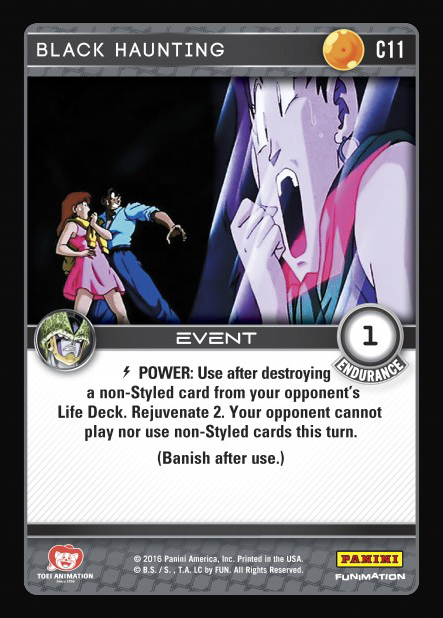 BLACK HAUNTING
C11
EVENT
1
ENDURANCE
POWER: Use after destroying
a non-Styled card from your opponent's
Life Deck. Rejuvenate 2. Your opponent cannot
play nor use non-Styled cards this turn.
(Banish after use.)
TOEI ANIMATION
Since 1956
© 2016 Panini America, Inc. Printed in the USA.
© B.S. / S. , T.A. LC by FUN. All Rights Reserved.
PANINI
FUNIMATION